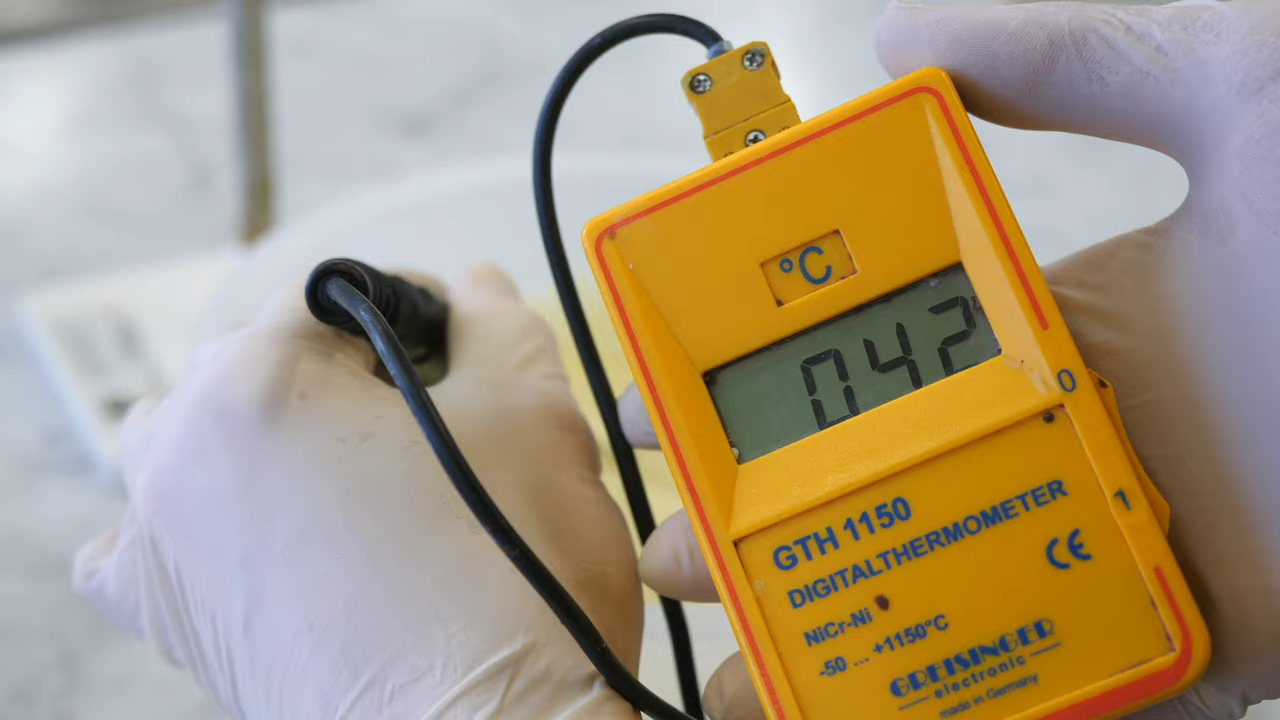 °C
042
0
1
GTH 1150
DIGITALTHERMOMETER
CE
NiCr-Ni
-50 ... +1150°C
GREISINGER
electronic
made in Germany